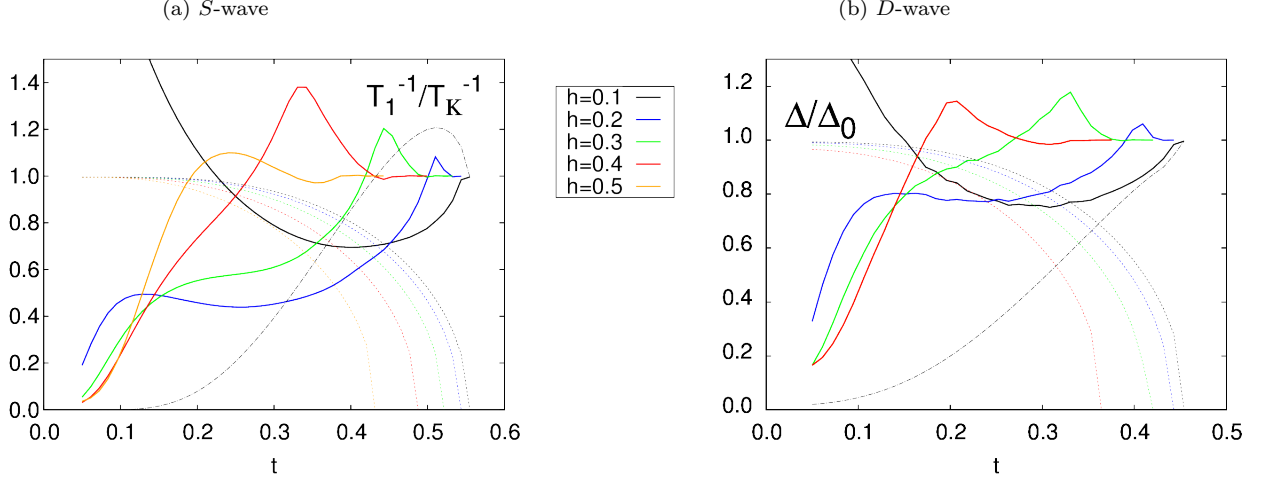 (a) S-wave
(b) D-wave
1.4
1.2
1.0
0.8
0.6
0.4
0.2
0.0
0.0 0.1 0.2 0.3 0.4 0.5 0.6
t
T₁⁻¹/T_K⁻¹
h=0.1
h=0.2
h=0.3
h=0.4
h=0.5
1.2
1.0
0.8
0.6
0.4
0.2
0.0
0.0 0.1 0.2 0.3 0.4 0.5
t
Δ/Δ₀